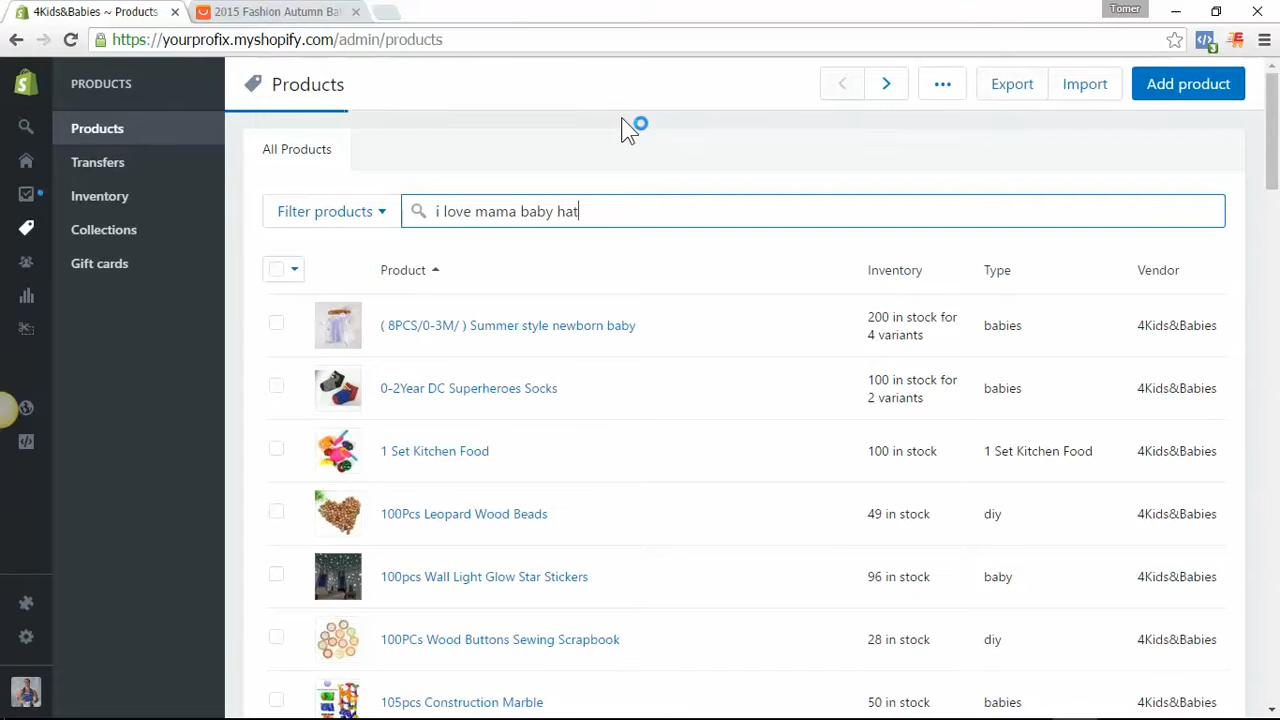 4Kids&Babies ~ Products
2015 Fashion Autumn Ba
Tomer
https://yourprofix.myshopify.com/admin/products
3
PRODUCTS
Products
Transfers
Inventory
Collections
Gift cards
Products
Export
Import
Add product
All Products
Filter products
i love mama baby hat
Product
Inventory
Type
Vendor
( 8PCS/0-3M/ ) Summer style newborn baby
200 in stock for
4 variants
babies
4Kids&Babies
0-2Year DC Superheroes Socks
100 in stock for
2 variants
babies
4Kids&Babies
1 Set Kitchen Food
100 in stock
1 Set Kitchen Food
4Kids&Babies
100Pcs Leopard Wood Beads
49 in stock
diy
4Kids&Babies
100pcs Wall Light Glow Star Stickers
96 in stock
baby
4Kids&Babies
100PCs Wood Buttons Sewing Scrapbook
28 in stock
diy
4Kids&Babies
105pcs Construction Marble
50 in stock
babies
4Kids&Babies